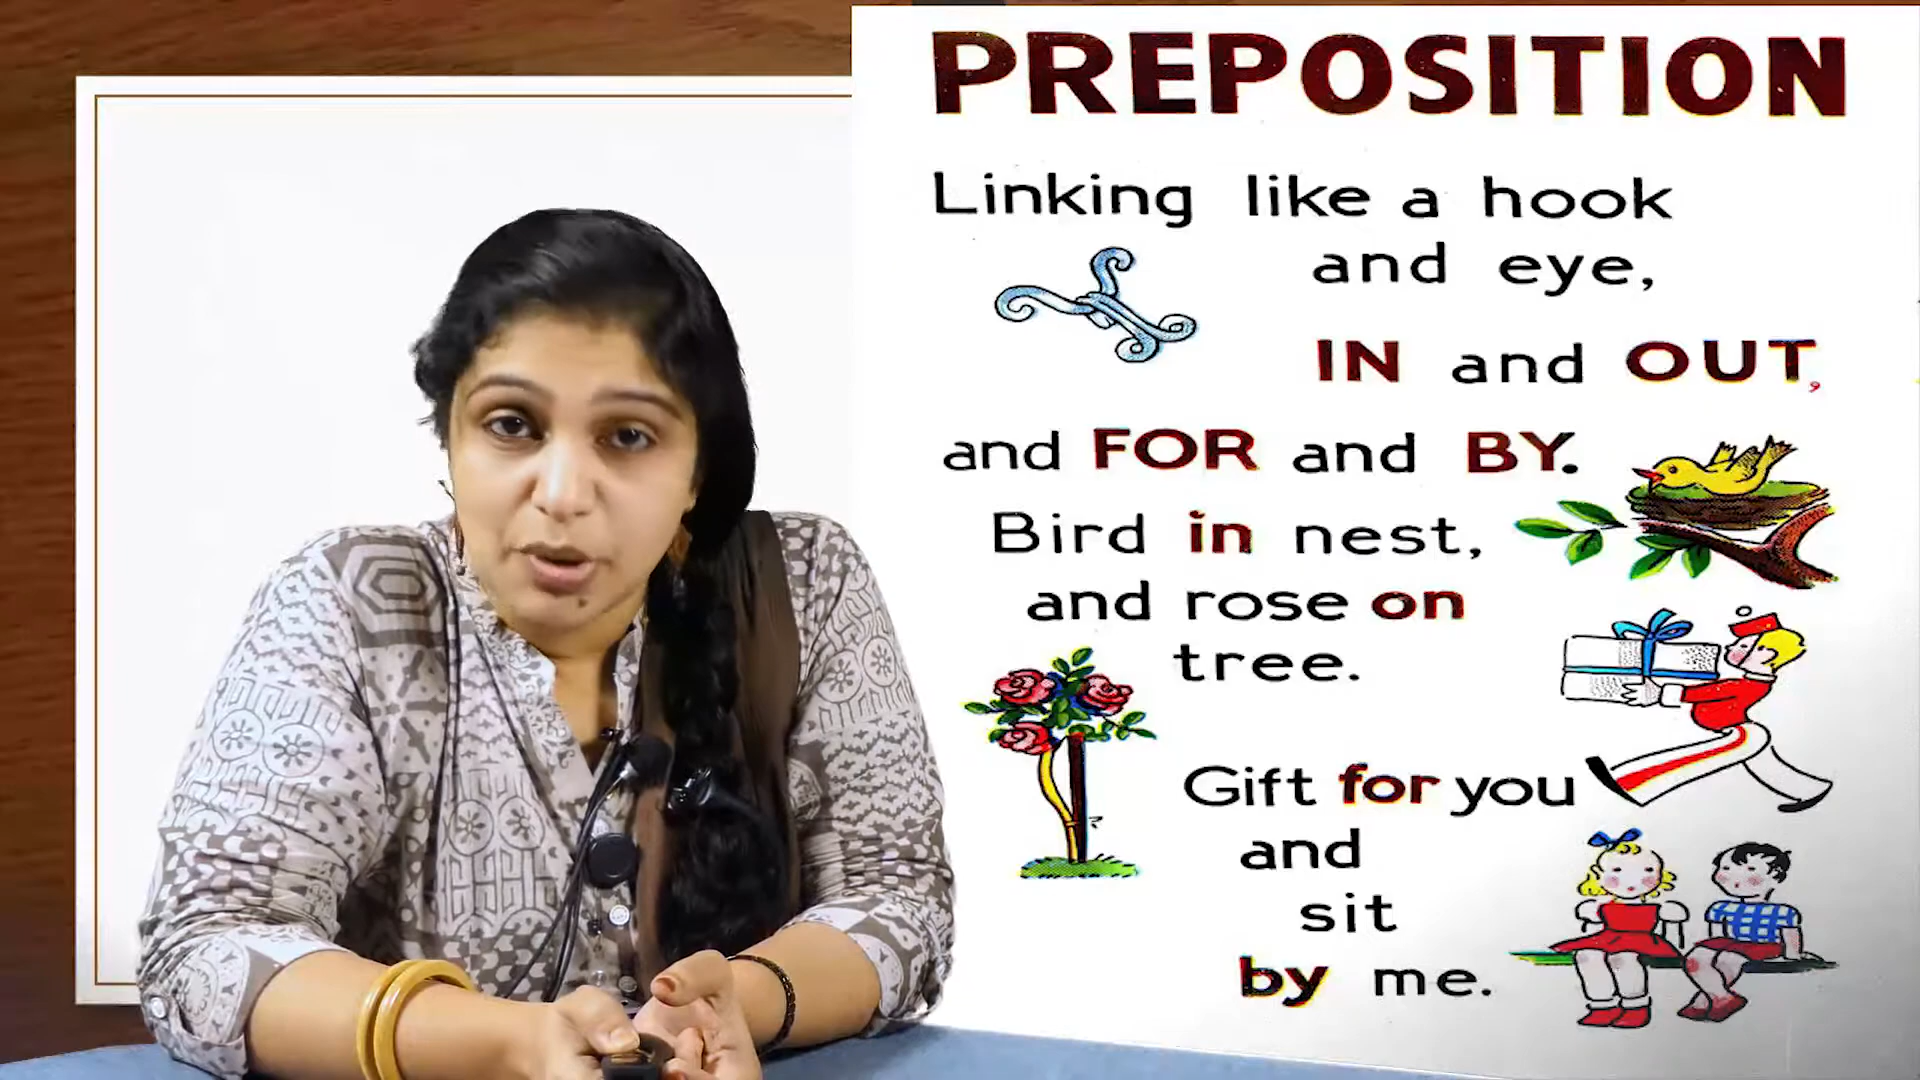 PREPOSITION
Linking like a hook
and eye,
IN and OUT,
and FOR and BY.
Bird in nest,
and rose on
tree.
Gift for you
and
sit
by me.